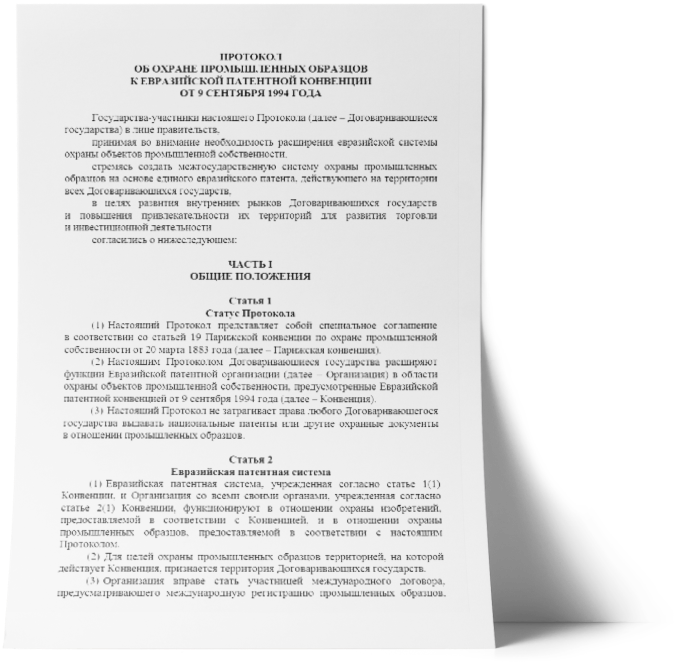 ПРОТОКОЛ
ОБ ОХРАНЕ ПРОМЫШЛЕННЫХ ОБРАЗЦОВ
К ЕВРАЗИЙСКОЙ ПАТЕНТНОЙ КОНВЕНЦИИ
ОТ 9 СЕНТЯБРЯ 1994 ГОДА
Государства-участники настоящего Протокола (далее – Договаривающиеся
государства) в лице правительств,
принимая во внимание необходимость расширения евразийской системы
охраны объектов промышленной собственности,
стремясь создать межгосударственную систему охраны промышленных
образцов на основе единого евразийского патента, действующего на территории
всех Договаривающихся государств,
в целях развития внутренних рынков Договаривающихся государств
и повышения привлекательности их территорий для развития торговли
и инвестиционной деятельности
согласились о нижеследующем:
ЧАСТЬ I
ОБЩИЕ ПОЛОЖЕНИЯ
Статья 1
Статус Протокола
(1) Настоящий Протокол представляет собой специальное соглашение
в соответствии со статьей 19 Парижской конвенции по охране промышленной
собственности от 20 марта 1883 года (далее – Парижская конвенция).
(2) Настоящим Протоколом Договаривающиеся государства расширяют
функции Евразийской патентной организации (далее – Организация) в области
охраны объектов промышленной собственности, предусмотренные Евразийской
патентной конвенцией от 9 сентября 1994 года (далее – Конвенция).
(3) Настоящий Протокол не затрагивает права любого Договаривающегося
государства выдавать национальные патенты или другие охранные документы
в отношении промышленных образцов.
Статья 2
Евразийская патентная система
(1) Евразийская патентная система, учрежденная согласно статье 1(1)
Конвенции, и Организация со всеми своими органами, учрежденная согласно
статье 2(1) Конвенции, функционируют в отношении охраны изобретений,
предоставляемой в соответствии с Конвенцией, и в отношении охраны
промышленных образцов, предоставляемой в соответствии с настоящим
Протоколом.
(2) Для целей охраны промышленных образцов территорией, на которой
действует Конвенция, признается территория Договаривающихся государств.
(3) Организация вправе стать участницей международного договора,
предусматривающего международную регистрацию промышленных образцов.